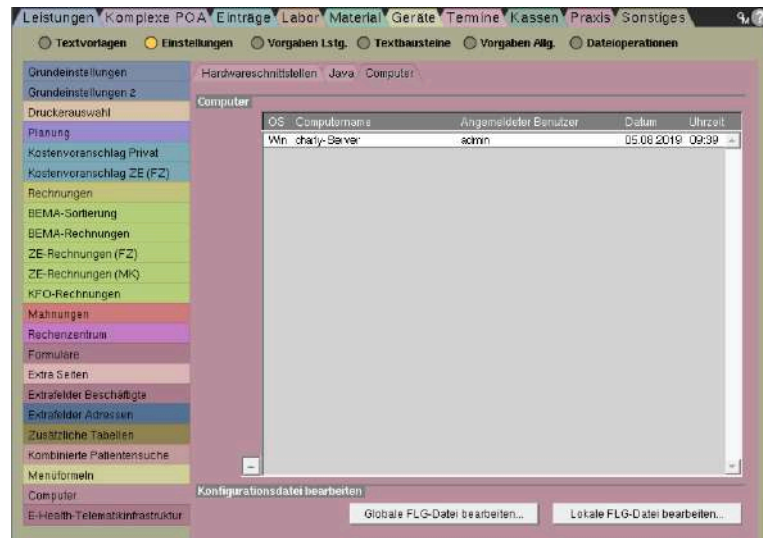 Leistungen Komplexe POA Einträge Labor Material Geräte Termine Kassen Praxis Sonstiges
Textvorlagen Einstellungen Vorgaben Lstg. Textbausteine Vorgaben Allg. Dateioperationen
Grundeinstellungen
Grundeinstellungen 2
Druckerauswahl
Planung
Kostenvoranschlag Privat
Kostenvoranschlag ZE (FZ)
Rechnungen
BEMA-Sortierung
BEMA-Rechnungen
ZE-Rechnungen (FZ)
ZE-Rechnungen (MK)
KFO-Rechnungen
Mahnungen
Rechenzentrum
Formulare
Extra Seiten
Extrafelder Beschäftigte
Extrafelder Adressen
Zusätzliche Tabellen
Kombinierte Patientensuche
Menüformeln
Computer
E-Health-Telematikinfrastruktur
Hardwareschnittstellen Java Computer
Computer
OS Computername Angemeldeter Benutzer Datum Uhrzeit
Win charly-Server admin 05.08.2019 09:39
Konfigurationsdatei bearbeiten
Globale FLG-Datei bearbeiten... Lokale FLG-Datei bearbeiten...